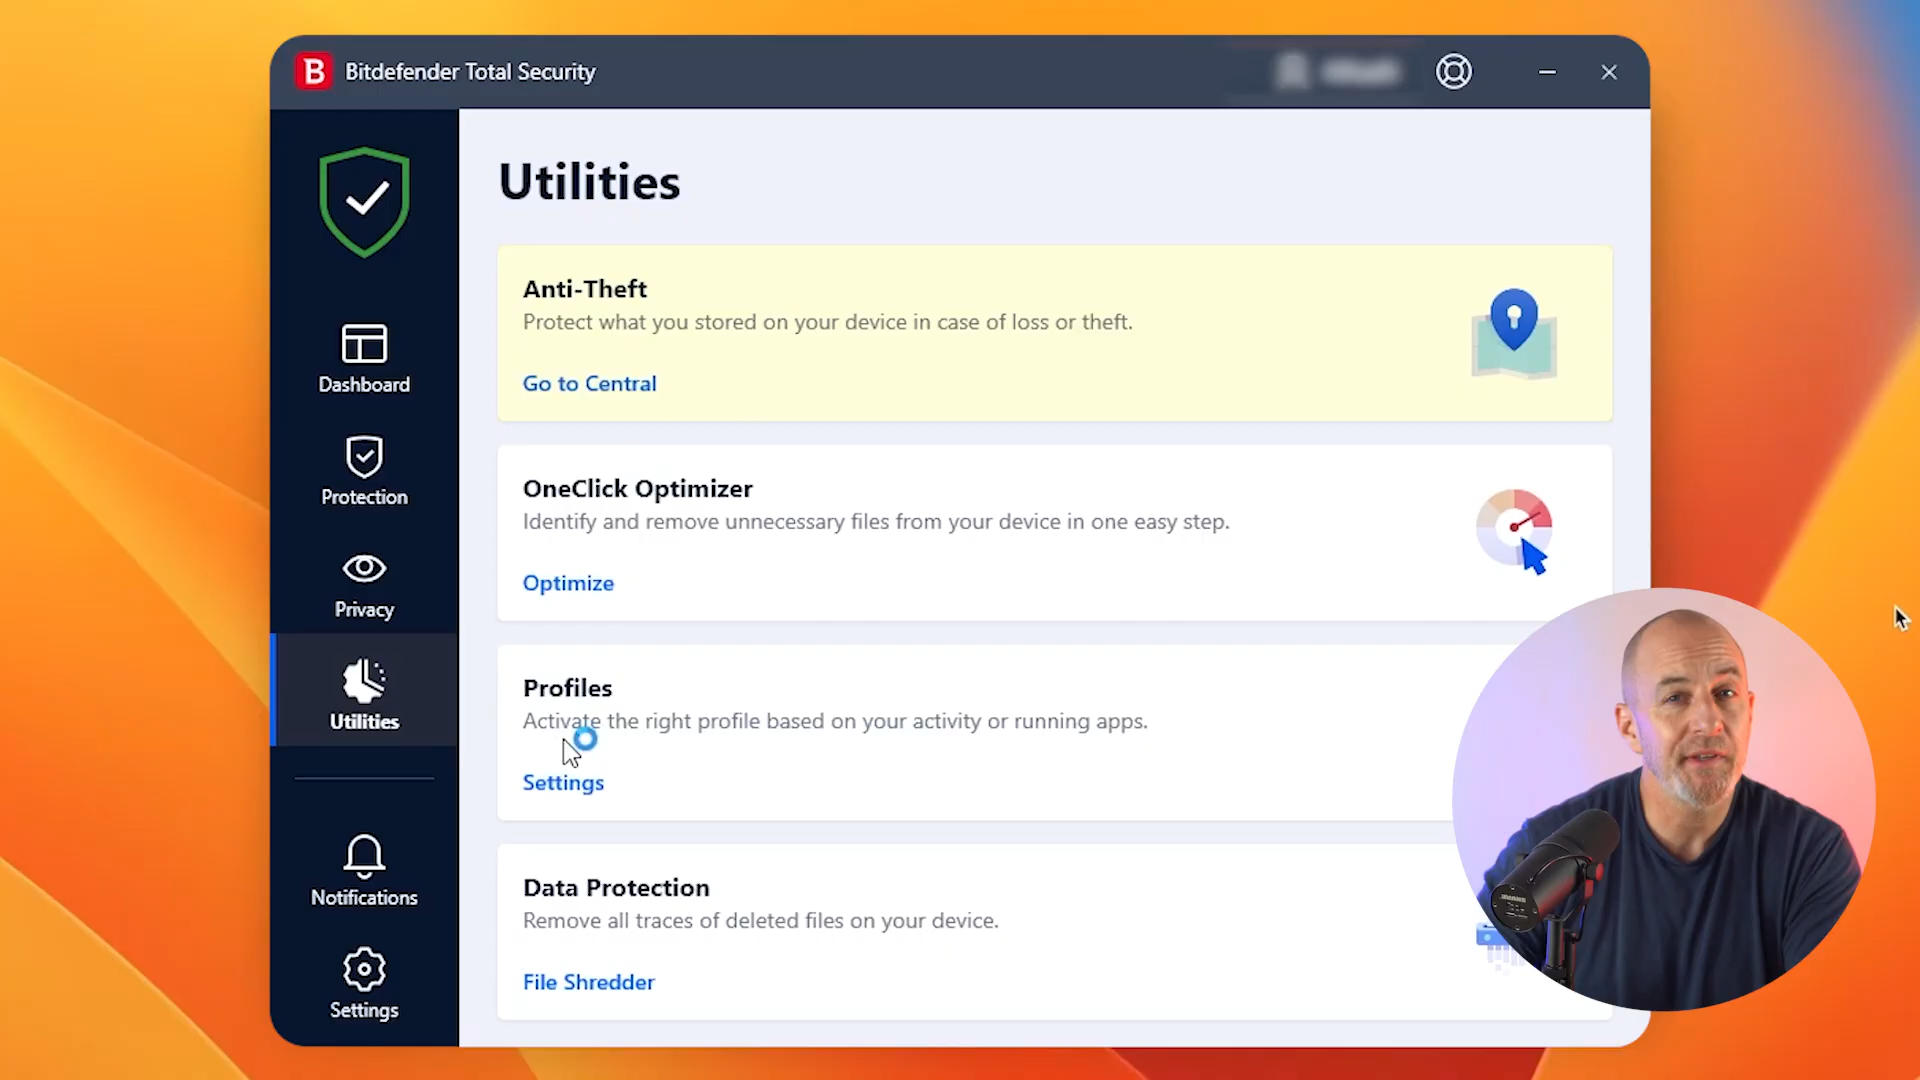 B Bitdefender Total Security
Dashboard
Protection
Privacy
Utilities
Notifications
Settings
Utilities
Anti-Theft
Protect what you stored on your device in case of loss or theft.
Go to Central
OneClick Optimizer
Identify and remove unnecessary files from your device in one easy step.
Optimize
Profiles
Activate the right profile based on your activity or running apps.
Settings
Data Protection
Remove all traces of deleted files on your device.
File Shredder